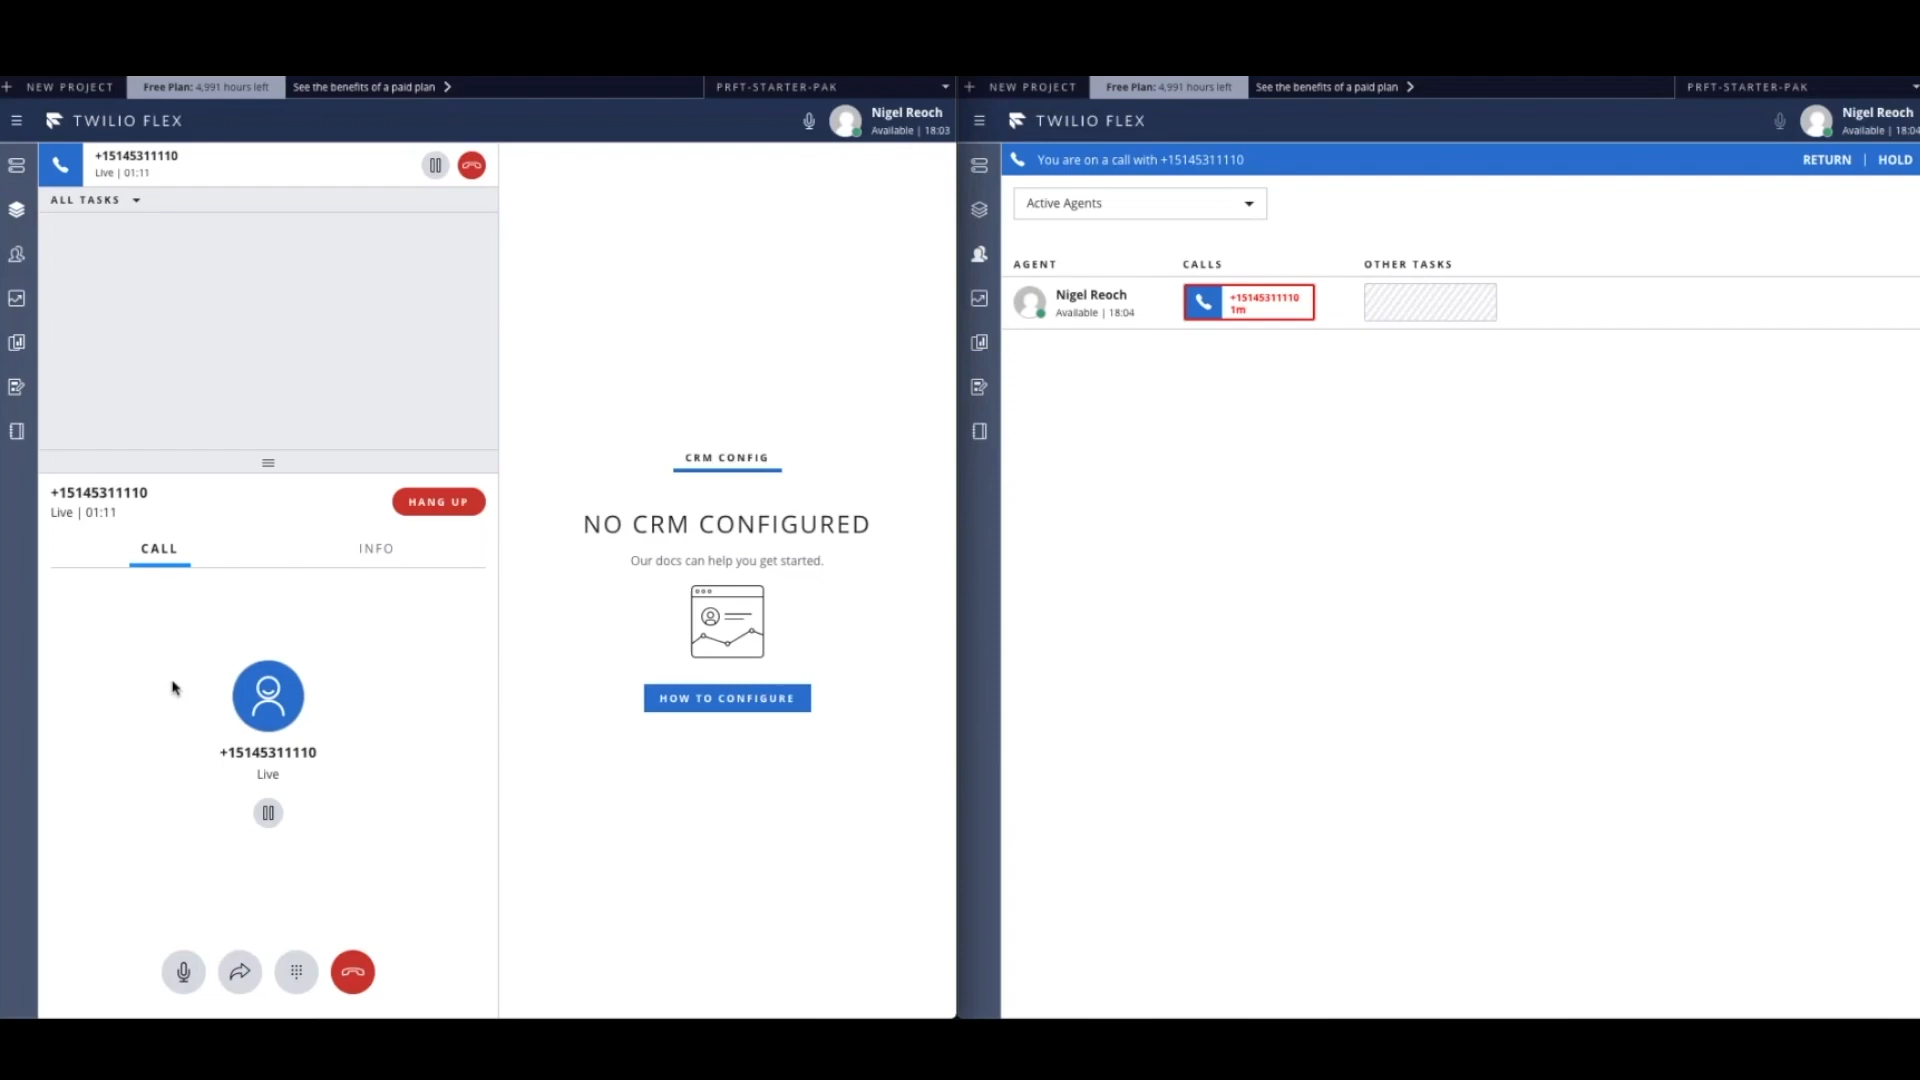 + NEW PROJECT
Free Plan: 4,991 hours left
See the benefits of a paid plan
PRFT-STARTER-PAK
TWILIO FLEX
Nigel Reoch
Available | 18:03
+15145311110
Live | 01:11
ALL TASKS
+15145311110
Live | 01:11
HANG UP
CALL
INFO
+15145311110
Live
CRM CONFIG
NO CRM CONFIGURED
Our docs can help you get started.
HOW TO CONFIGURE
+ NEW PROJECT
Free Plan: 4,991 hours left
See the benefits of a paid plan
PRFT-STARTER-PAK
TWILIO FLEX
Nigel Reoch
Available | 18:04
You are on a call with +15145311110
RETURN | HOLD
Active Agents
AGENT
CALLS
OTHER TASKS
Nigel Reoch
Available | 18:04
+15145311110
1m